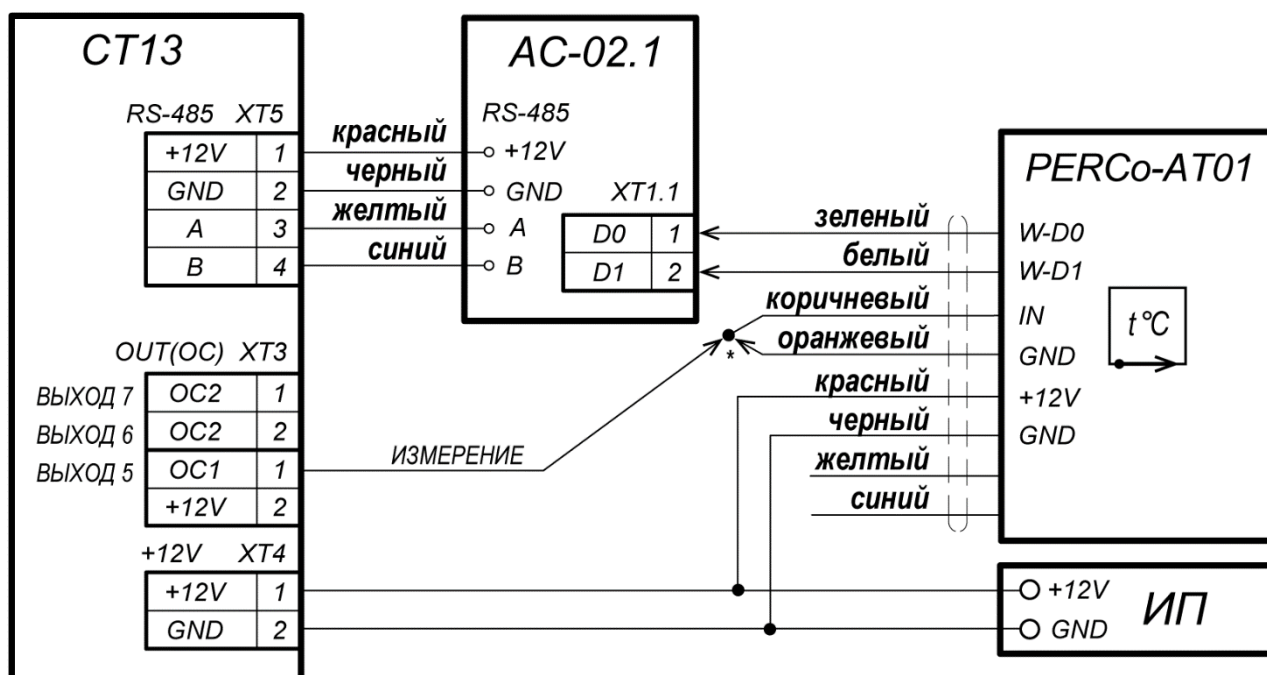 CT13
RS-485 XT5
+12V 1
GND 2
A 3
B 4
OUT(OC) XT3
ВЫХОД 7 OC2 1
ВЫХОД 6 OC2 2
ВЫХОД 5 OC1 1
+12V 2
+12V XT4
+12V 1
GND 2
красный
черный
желтый
синий
AC-02.1
RS-485
+12V
GND
A
B
XT1.1
D0 1
D1 2
ИЗМЕРЕНИЕ
*
зеленый
белый
коричневый
оранжевый
красный
черный
желтый
синий
PERCo-AT01
W-D0
W-D1
IN
GND
+12V
GND
t°C
+12V
GND
ИП